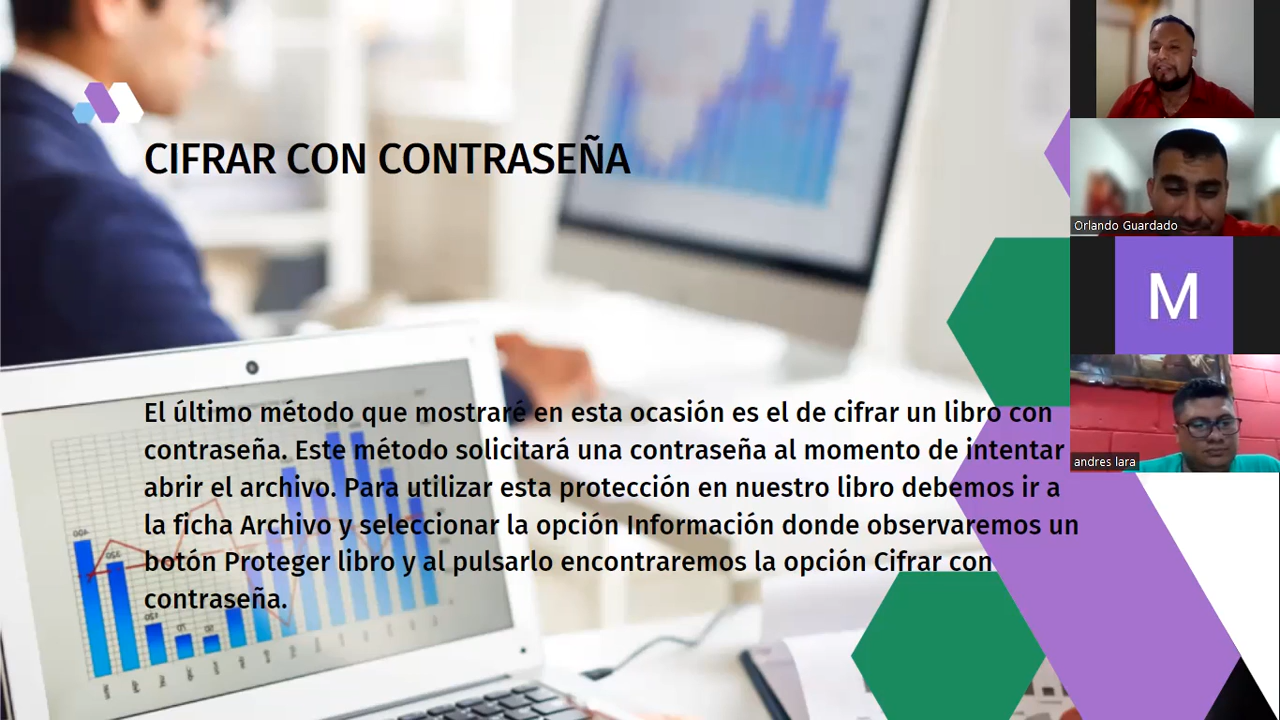 CIFRAR CON CONTRASEÑA
El último método que mostraré en esta ocasión es el de cifrar un libro con
contraseña. Este método solicitará una contraseña al momento de intentar
abrir el archivo. Para utilizar esta protección en nuestro libro debemos ir a
la ficha Archivo y seleccionar la opción Información donde observaremos un
botón Proteger libro y al pulsarlo encontraremos la opción Cifrar con
contraseña.
Orlando Guardado
M
andres lara